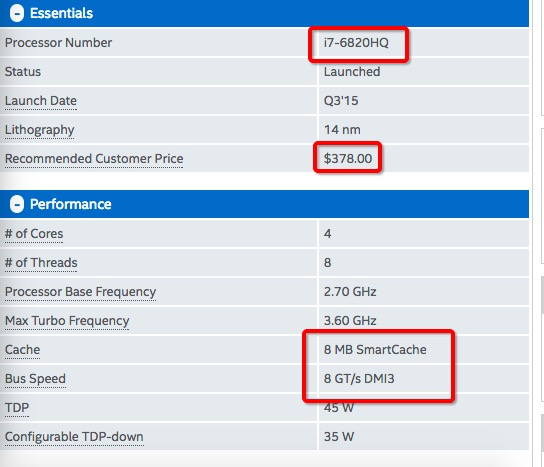 Essentials
Processor Number i7-6820HQ
Status Launched
Launch Date Q3'15
Lithography 14 nm
Recommended Customer Price $378.00
Performance
# of Cores 4
# of Threads 8
Processor Base Frequency 2.70 GHz
Max Turbo Frequency 3.60 GHz
Cache 8 MB SmartCache
Bus Speed 8 GT/s DMI3
TDP 45 W
Configurable TDP-down 35 W